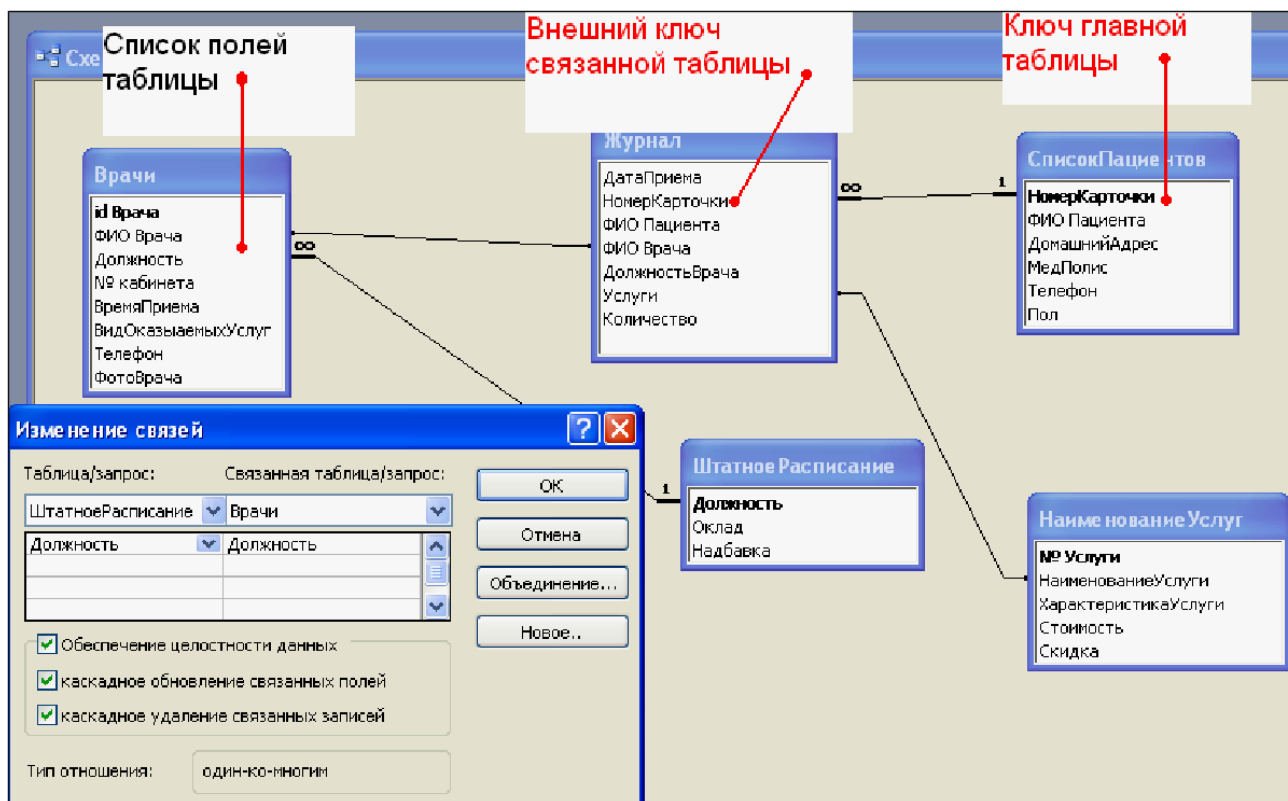 Список полей
таблицы
Внешний ключ
связанной таблицы
Ключ главной
таблицы
Схе
Врачи
id Врача
ФИО Врача
Должность
№ кабинета
ВремяПриема
ВидОказыаемыхУслуг
Телефон
ФотоВрача
Журнал
ДатаПриема
НомерКарточки
ФИО Пациента
ФИО Врача
ДолжностьВрача
Услуги
Количество
СписокПациентов
НомерКарточки
ФИО Пациента
ДомашнийАдрес
МедПолис
Телефон
Пол
∞
∞
1
1
Штатное Расписание
Должность
Оклад
Надбавка
НаименованиеУслуг
№ Услуги
НаименованиеУслуги
ХарактеристикаУслуги
Стоимость
Скидка
Изменение связей
Таблица/запрос: Связанная таблица/запрос:
ШтатноеРасписание Врачи
Должность Должность
ОК
Отмена
Объединение...
Новое..
Обеспечение целостности данных
каскадное обновление связанных полей
каскадное удаление связанных записей
Тип отношения: один-ко-многим